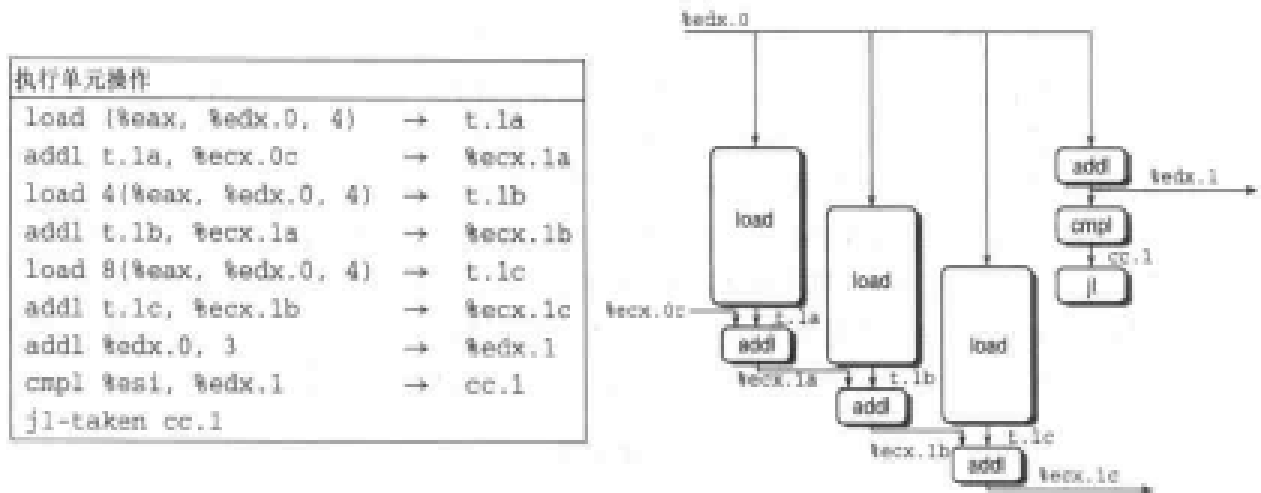 执行单元操作
load (%eax, %edx.0, 4) → t.1a
addl t.1a, %ecx.0c → %ecx.1a
load 4(%eax, %edx.0, 4) → t.1b
addl t.1b, %ecx.1a → %ecx.1b
load 8(%eax, %edx.0, 4) → t.1c
addl t.1c, %ecx.1b → %ecx.1c
addl %edx.0, 3 → %edx.1
cmpl %esi, %edx.1 → cc.1
jl-taken cc.1
%edx.0
addl
%edx.1
load
cmpl
load
cc.1
jl
%ecx.0c
t.1a
addl
load
%ecx.1a
t.1b
addl
%ecx.1b
t.1c
addl
%ecx.1c